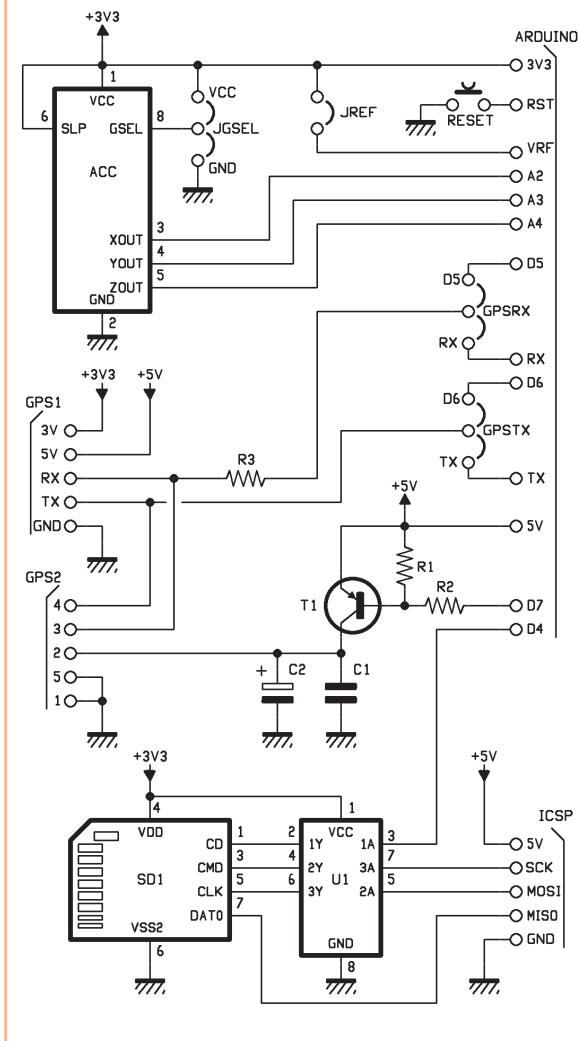 +3V3
ARDUINO
1
3V3
VCC
VCC
6
SLP
GSEL
8
JGSEL
JREF
RESET
RST
ACC
GND
VRF
A2
3
XOUT
A3
4
YOUT
A4
5
ZOUT
GND
2
D5
D5
GPSRX
RX
RX
+3V3
+5V
D6
GPS1
D6
3V
GPSTX
5V
R3
TX
RX
TX
TX
+5V
GND
5V
R1
GPS2
R2
4
T1
D7
3
D4
2
+
C2
C1
5
1
+3V3
+5V
4
1
ICSP
VDD
VCC
CD
1
2
1Y
1A
3
5V
CMD
3
4
2Y
3A
7
SCK
SD1
U1
CLK
5
6
3Y
2A
5
MOSI
DAT0
7
MISO
VSS2
GND
GND
6
8